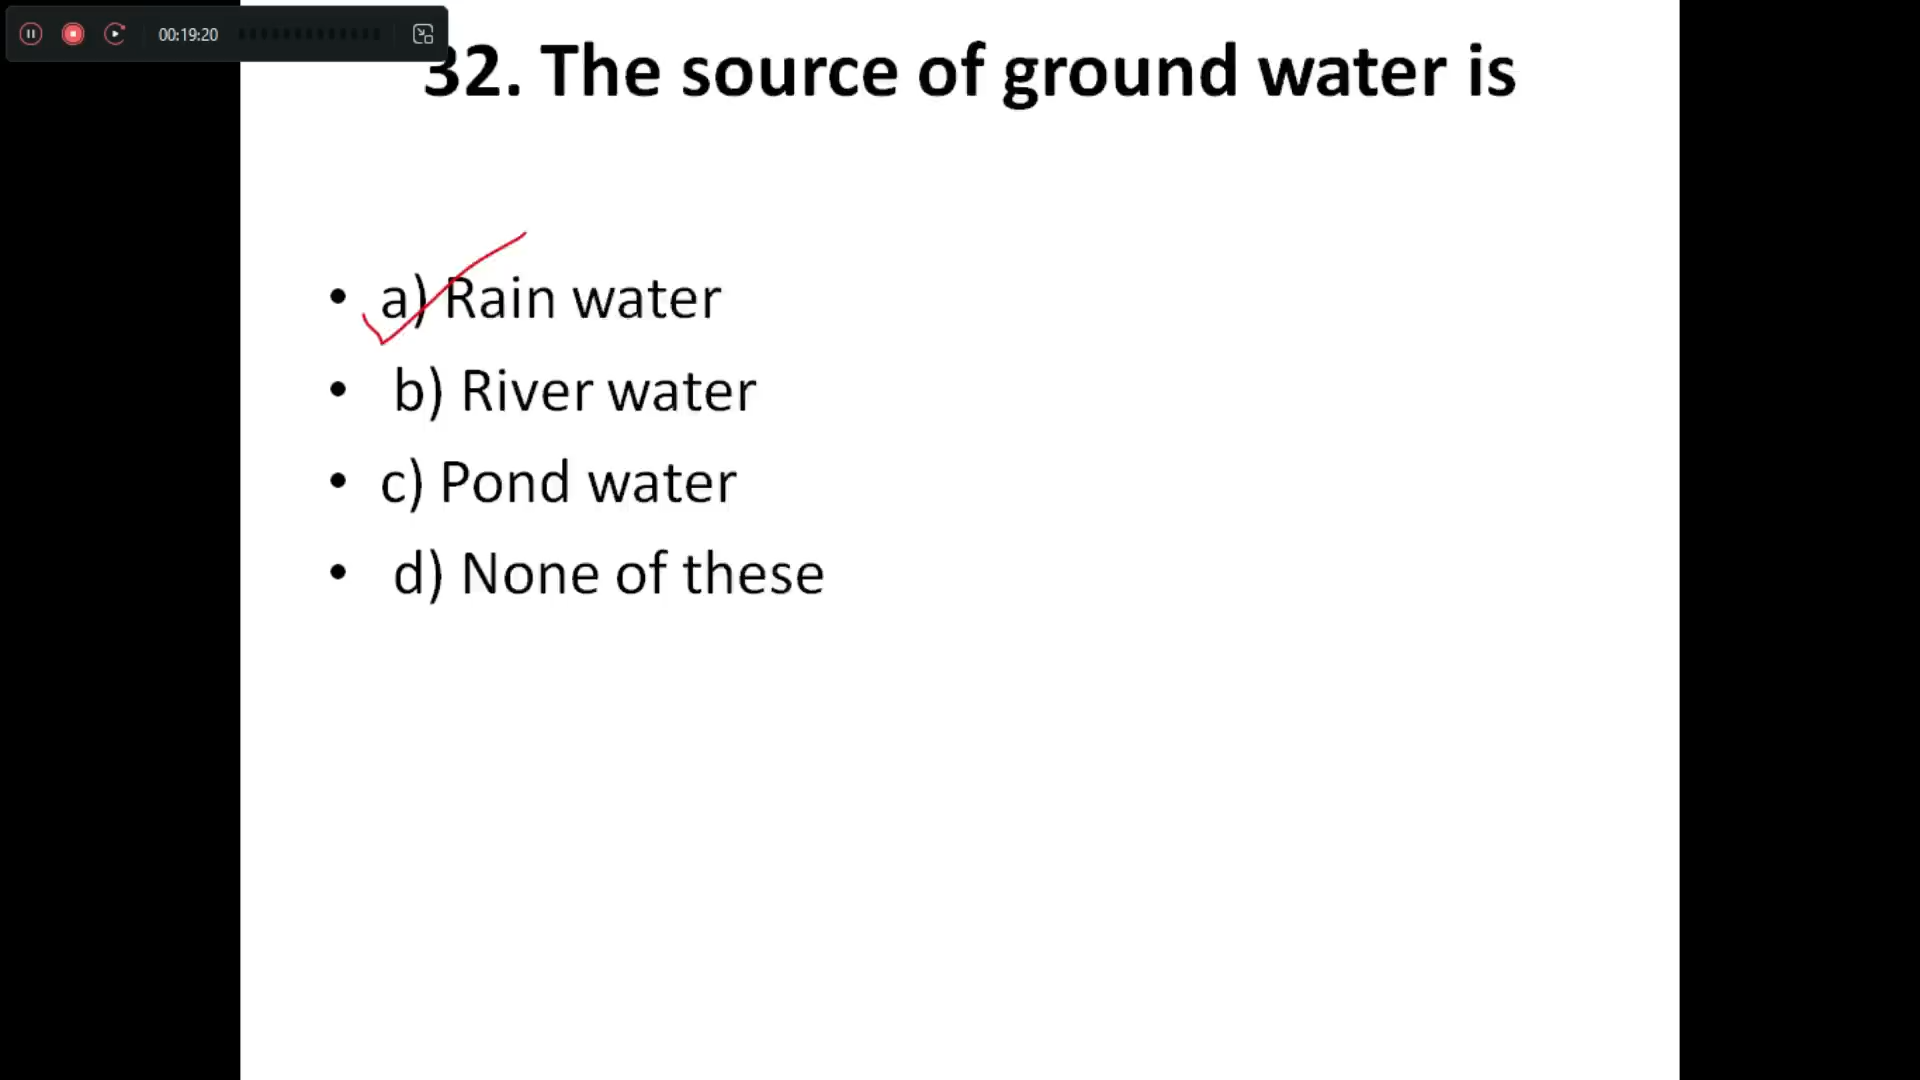 00:19:20
32. The source of ground water is
• a) Rain water
• b) River water
• c) Pond water
• d) None of these